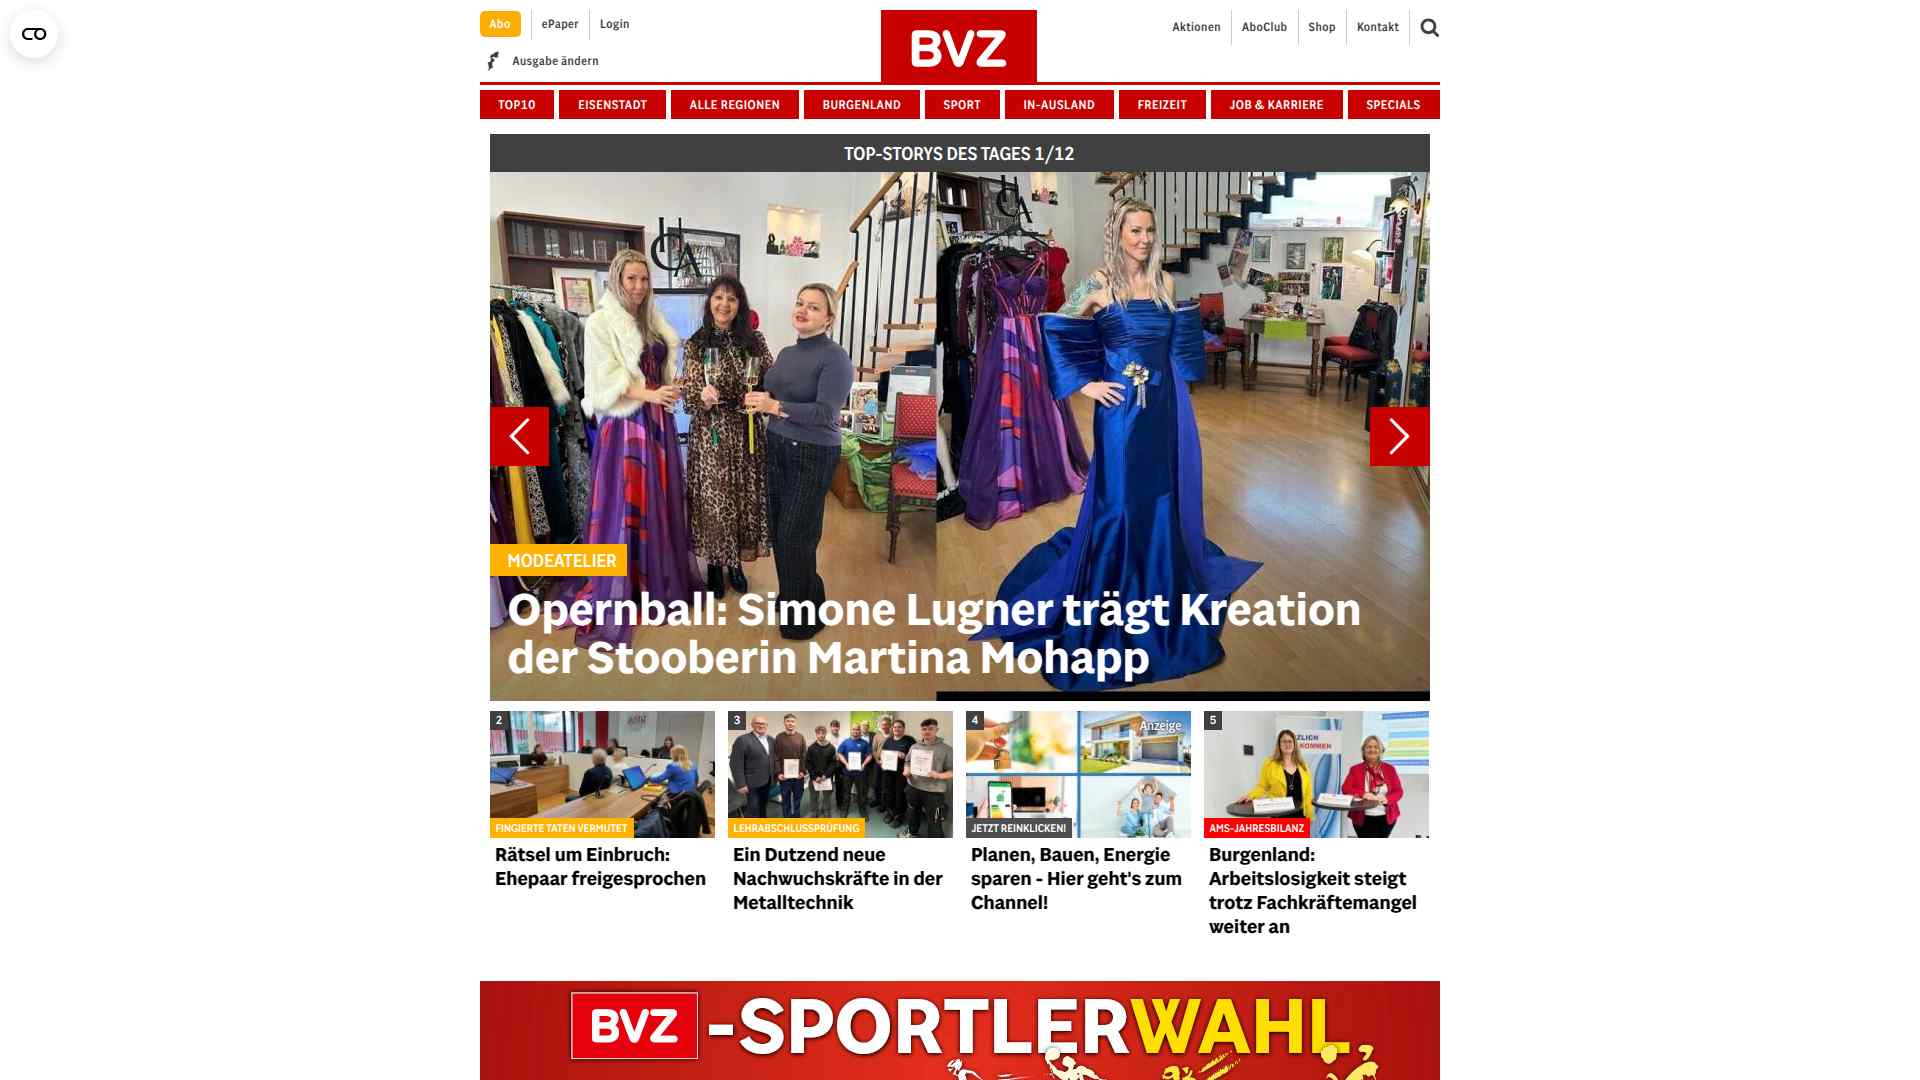 Abo
ePaper
Login
Ausgabe ändern
BVZ
Aktionen
AboClub
Shop
Kontakt
TOP10
EISENSTADT
ALLE REGIONEN
BURGENLAND
SPORT
IN-AUSLAND
FREIZEIT
JOB & KARRIERE
SPECIALS
TOP-STORYS DES TAGES 1/12
MODEATELIER
Opernball: Simone Lugner trägt Kreation
der Stooberin Martina Mohapp
2
FINGIERTE TATEN VERMUTET
Rätsel um Einbruch:
Ehepaar freigesprochen
3
LEHRABSCHLUSSPRÜFUNG
Ein Dutzend neue
Nachwuchskräfte in der
Metalltechnik
4
Anzeige
JETZT REINKLICKEN!
Planen, Bauen, Energie
sparen - Hier geht's zum
Channel!
5
AMS-JAHRESBILANZ
Burgenland:
Arbeitslosigkeit steigt
trotz Fachkräftemangel
weiter an
BVZ -SPORTLERWAHL